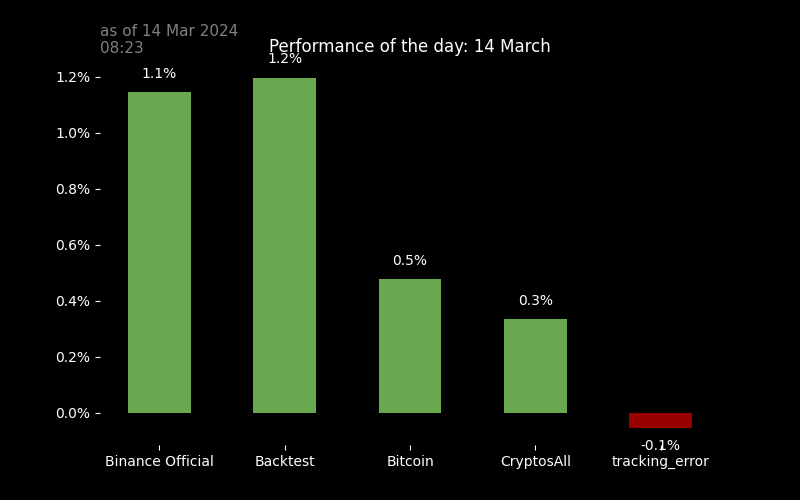 as of 14 Mar 2024
08:23
Performance of the day: 14 March
1.2%
1.1%
1.2%
1.0%
0.8%
0.6%
0.5%
0.4%
0.3%
0.2%
0.0%
-0.1%
Binance Official
Backtest
Bitcoin
CryptosAll
tracking_error